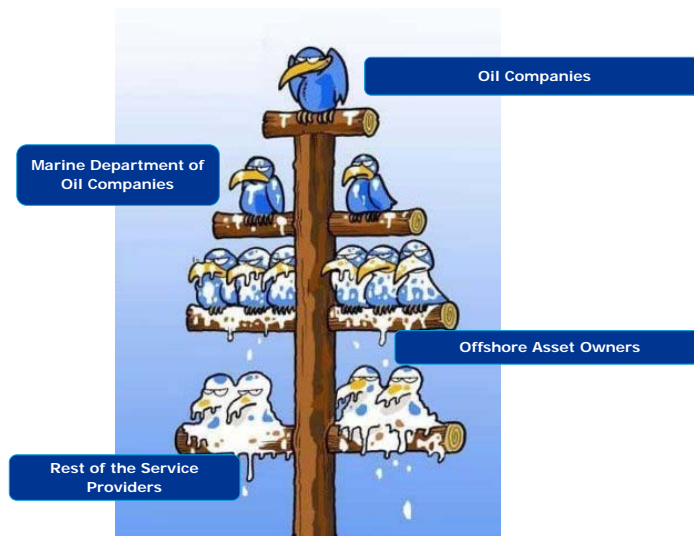 Oil Companies
Marine Department of
Oil Companies
Offshore Asset Owners
Rest of the Service
Providers